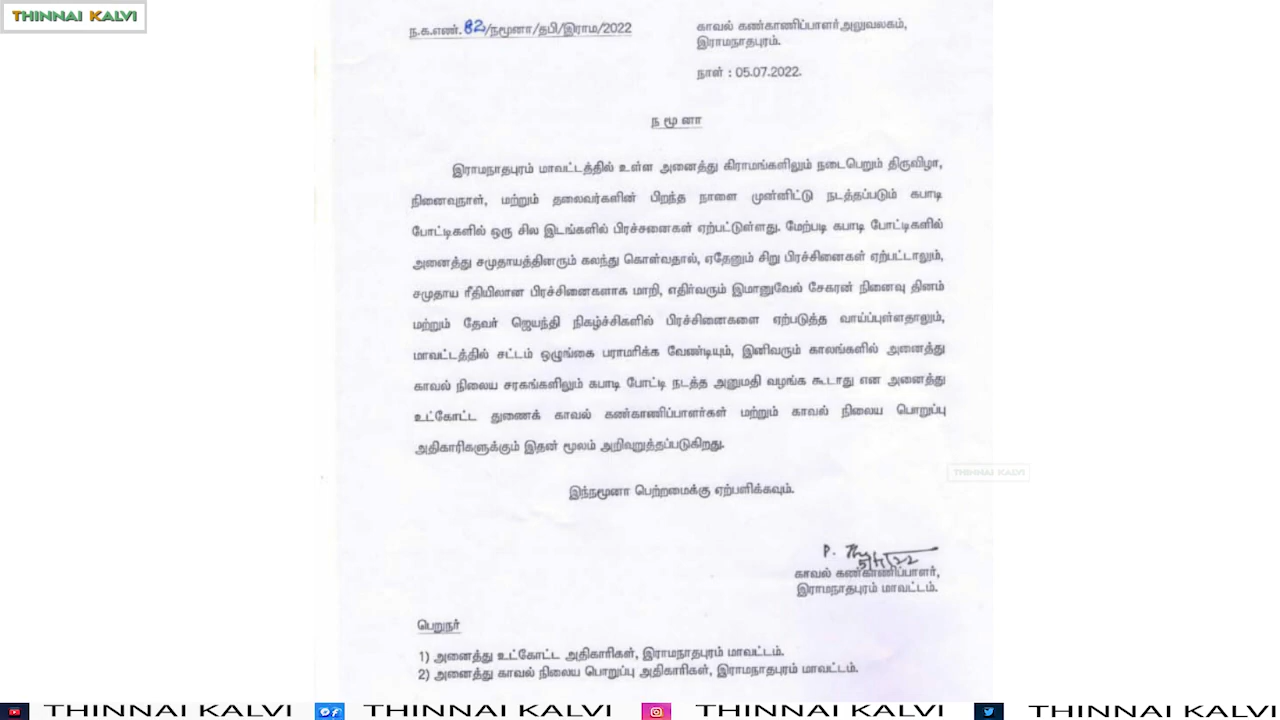 THINNAI KALVI
ந.க.எண்.82/நமூனா/தபி/இராம/2022
காவல் கண்காணிப்பாளர்அலுவலகம்,
இராமநாதபுரம்.
நாள் : 05.07.2022.
ந மூ னா
இராமநாதபுரம் மாவட்டத்தில் உள்ள அனைத்து கிராமங்களிலும் நடைபெறும் திருவிழா,
நினைவுநாள், மற்றும் தலைவர்களின் பிறந்த நாளை முன்னிட்டு நடத்தப்படும் கபாடி
போட்டிகளில் ஒரு சில இடங்களில் பிரச்சனைகள் ஏற்பட்டுள்ளது. மேற்படி கபாடி போட்டிகளில்
அனைத்து சமுதாயத்தினரும் கலந்து கொள்வதால், ஏதேனும் சிறு பிரச்சினைகள் ஏற்பட்டாலும்,
சமுதாய ரீதியிலான பிரச்சினைகளாக மாறி, எதிர்வரும் இமானுவேல் சேகரன் நினைவு தினம்
மற்றும் தேவர் ஜெயந்தி நிகழ்ச்சிகளில் பிரச்சினைகளை ஏற்படுத்த வாய்ப்புள்ளதாலும்,
மாவட்டத்தில் சட்டம் ஒழுங்கை பராமரிக்க வேண்டியும், இனிவரும் காலங்களில் அனைத்து
காவல் நிலைய சரகங்களிலும் கபாடி போட்டி நடத்த அனுமதி வழங்க கூடாது என அனைத்து
உட்கோட்ட துணைக் காவல் கண்காணிப்பாளர்கள் மற்றும் காவல் நிலைய பொறுப்பு
அதிகாரிகளுக்கும் இதன் மூலம் அறிவுறுத்தப்படுகிறது.
THINNAI KALVI
இந்நமூனா பெற்றமைக்கு ஏற்பளிக்கவும்.
காவல் கண்காணிப்பாளர்,
இராமநாதபுரம் மாவட்டம்.
பெறுநர்
1) அனைத்து உட்கோட்ட அதிகாரிகள், இராமநாதபுரம் மாவட்டம்.
2) அனைத்து காவல் நிலைய பொறுப்பு அதிகாரிகள், இராமநாதபுரம் மாவட்டம்.
THINNAI KALVI THINNAI KALVI THINNAI KALVI THINNAI KALVI